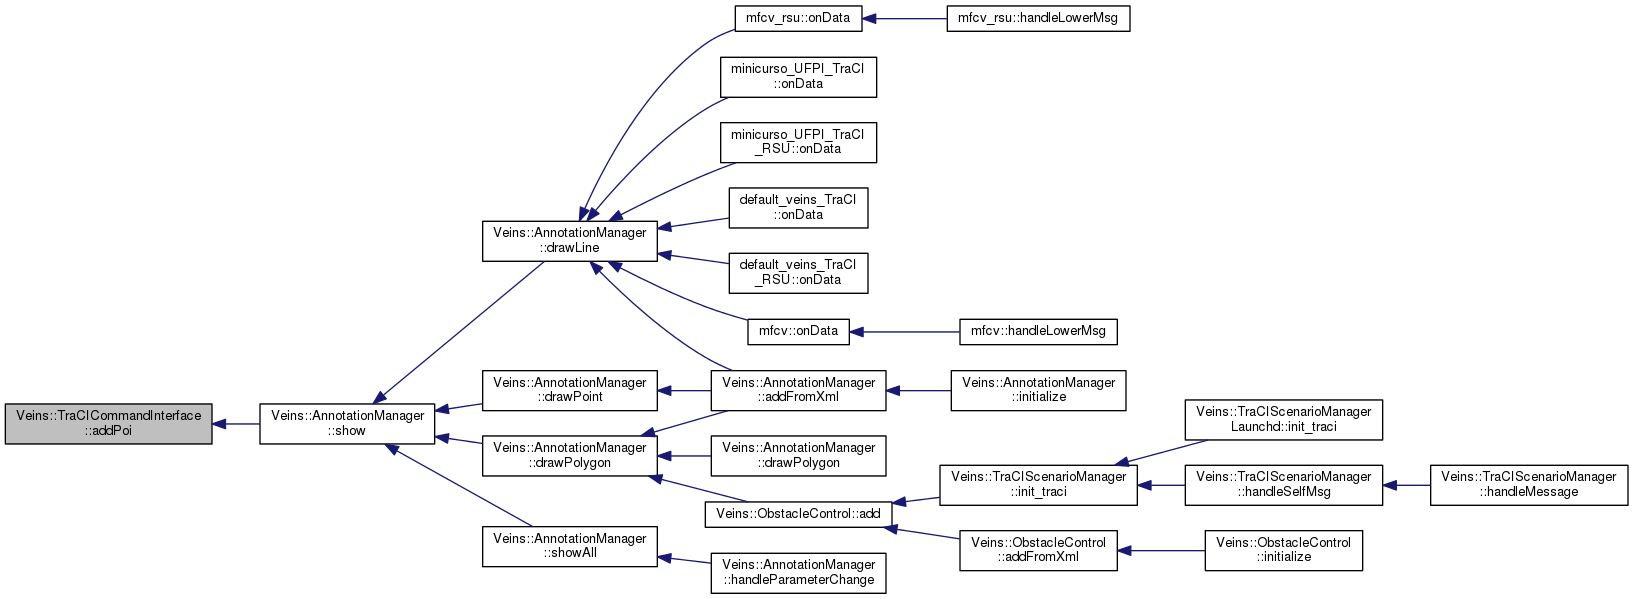 mfcv_rsu::onData
mfcv_rsu::handleLowerMsg
minicurso_UFPI_TraCI
::onData
minicurso_UFPI_TraCI
_RSU::onData
default_veins_TraCI
::onData
Veins::AnnotationManager
::drawLine
default_veins_TraCI
_RSU::onData
mfcv::onData
mfcv::handleLowerMsg
Veins::AnnotationManager
::drawPoint
Veins::AnnotationManager
::addFromXml
Veins::AnnotationManager
::initialize
Veins::TraCICommandInterface
::addPoi
Veins::AnnotationManager
::show
Veins::TraCIScenarioManager
Launchd::init_traci
Veins::AnnotationManager
::drawPolygon
Veins::AnnotationManager
::drawPolygon
Veins::TraCIScenarioManager
::init_traci
Veins::TraCIScenarioManager
::handleSelfMsg
Veins::TraCIScenarioManager
::handleMessage
Veins::ObstacleControl::add
Veins::AnnotationManager
::showAll
Veins::ObstacleControl
::addFromXml
Veins::ObstacleControl
::initialize
Veins::AnnotationManager
::handleParameterChange